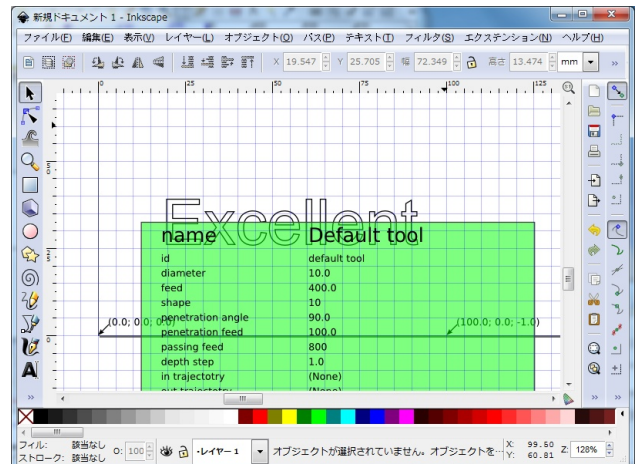 新規ドキュメント 1 - Inkscape
ファイル(F) 編集(E) 表示(V) レイヤー(L) オブジェクト(O) パス(P) テキスト(T) フィルタ(S) エクステンション(N) ヘルプ(H)
X 19.547 Y 25.705 幅 72.349 高さ 13.474 mm
0 25 50 75 100 125
Excellent
name Default tool
id default tool
diameter 10.0
feed 400.0
shape 10
penetration angle 90.0
(0.0; 0.0; 0.0) penetration feed 100.0 (100.0; 0.0; -1.0)
passing feed 800
depth step 1.0
in trajectotry (None)
out trajectotry (None)
フィル: 該当なし
ストローク: 該当なし
O: 100
・レイヤー 1
オブジェクトが選択されていません。オブジェクトを…
X: 99.50
Y: 60.81
Z: 128%